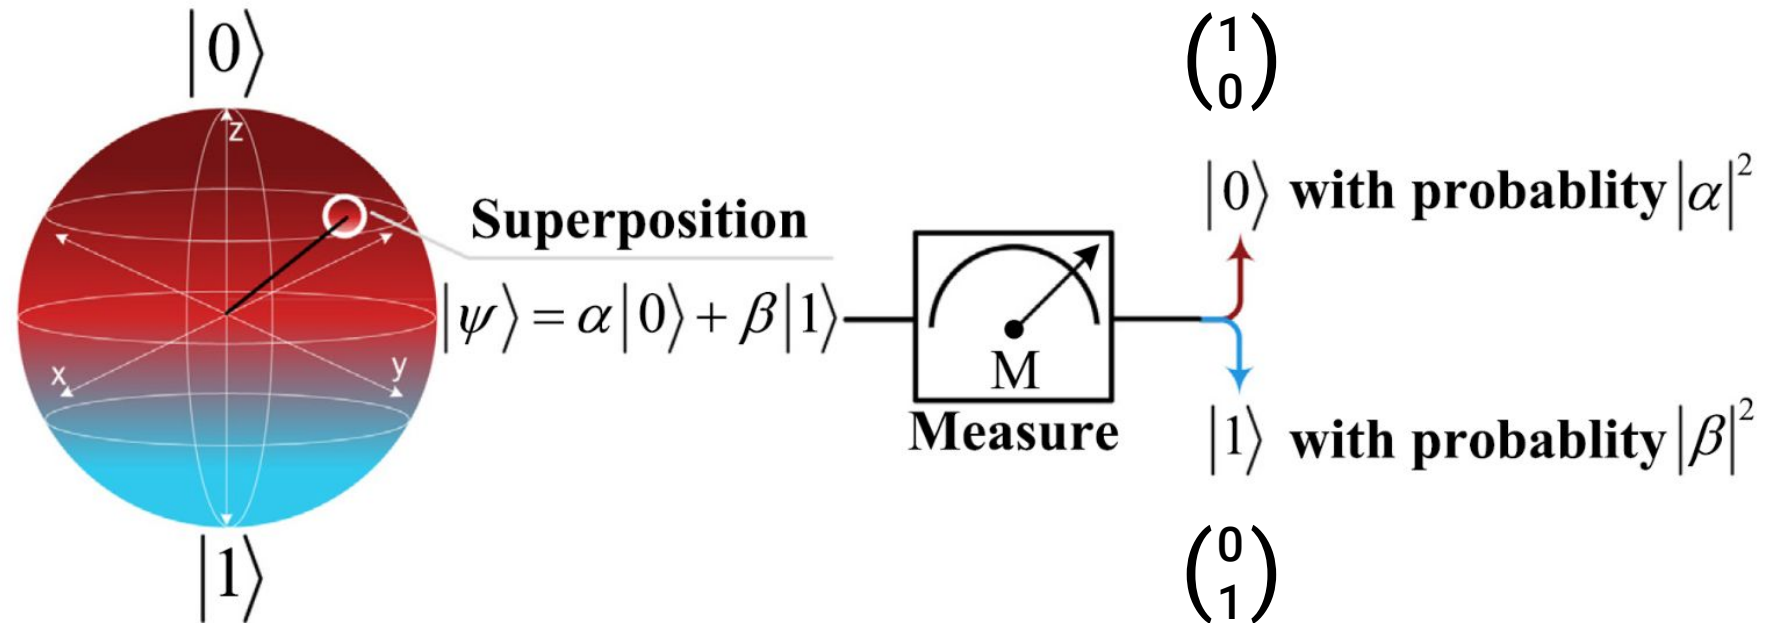 |0⟩
z
x
y
|1⟩
Superposition
|ψ⟩ = α|0⟩ + β|1⟩
M
Measure
(1
0)
|0⟩ with probablity |α|²
|1⟩ with probablity |β|²
(0
1)